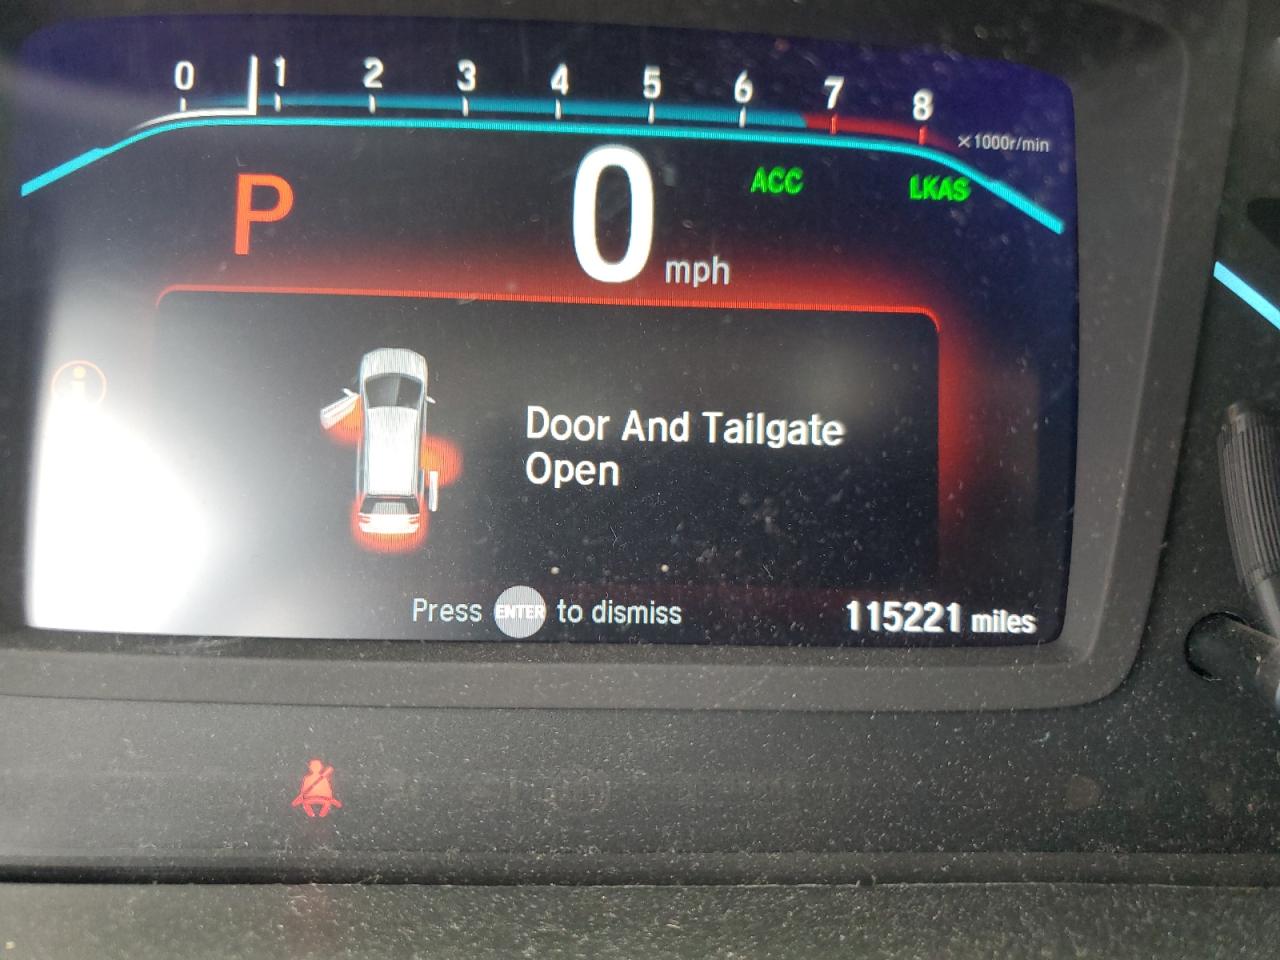 0 1 2 3 4 5 6 7 8
×1000r/min
P 0 mph ACC LKAS
Door And Tailgate
Open
Press ENTER to dismiss
115221 miles